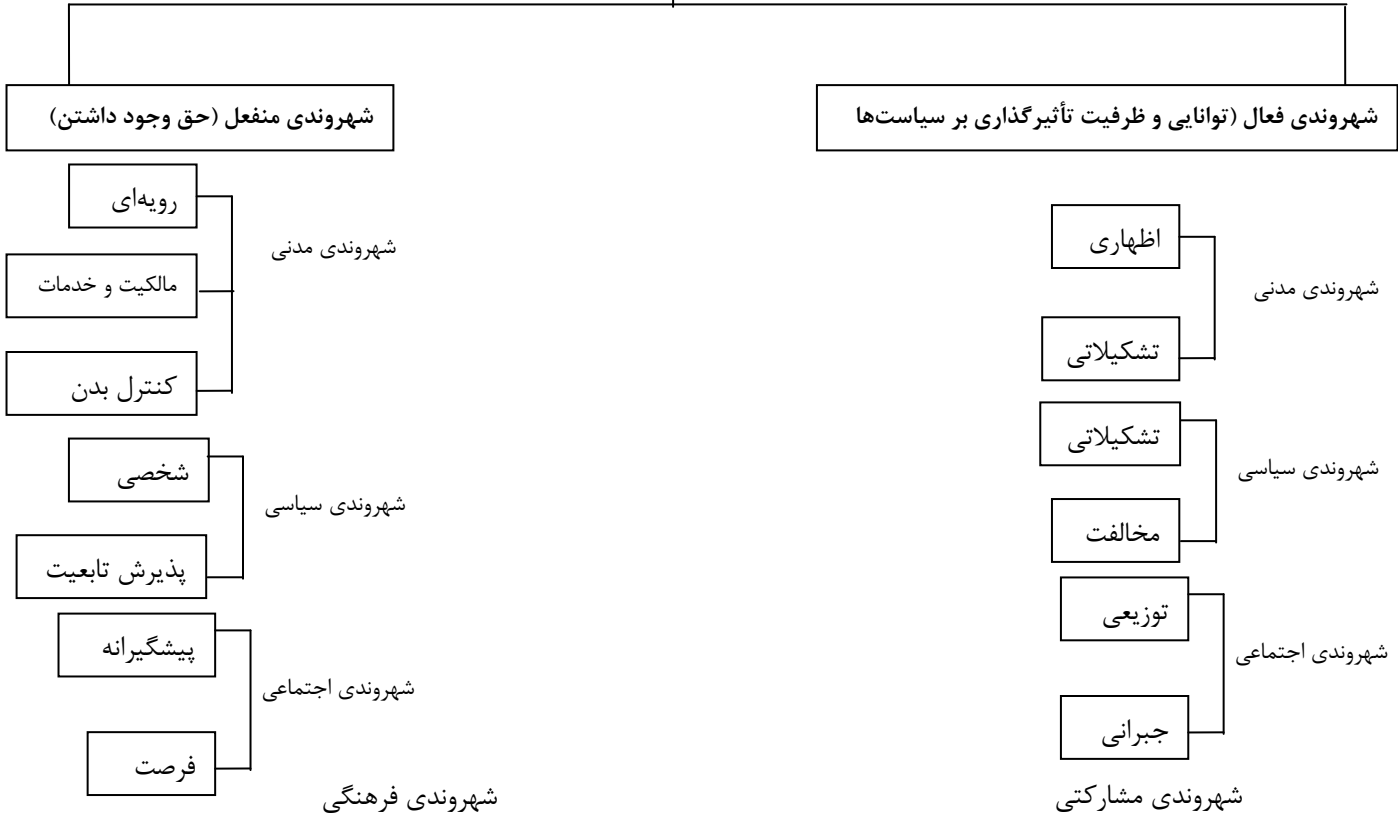 شهروندی فعال (توانایی و ظرفیت تأثیرگذاری بر سیاست‌ها
اظهاری
شهروندی مدنی
تشکیلاتی
تشکیلاتی
شهروندی سیاسی
مخالفت
توزیعی
شهروندی اجتماعی
جبرانی
شهروندی مشارکتی
شهروندی منفعل (حق وجود داشتن)
رویه‌ای
شهروندی مدنی
مالکیت و خدمات
کنترل بدن
شخصی
شهروندی سیاسی
پذیرش تابعیت
پیشگیرانه
شهروندی اجتماعی
فرصت
شهروندی فرهنگی